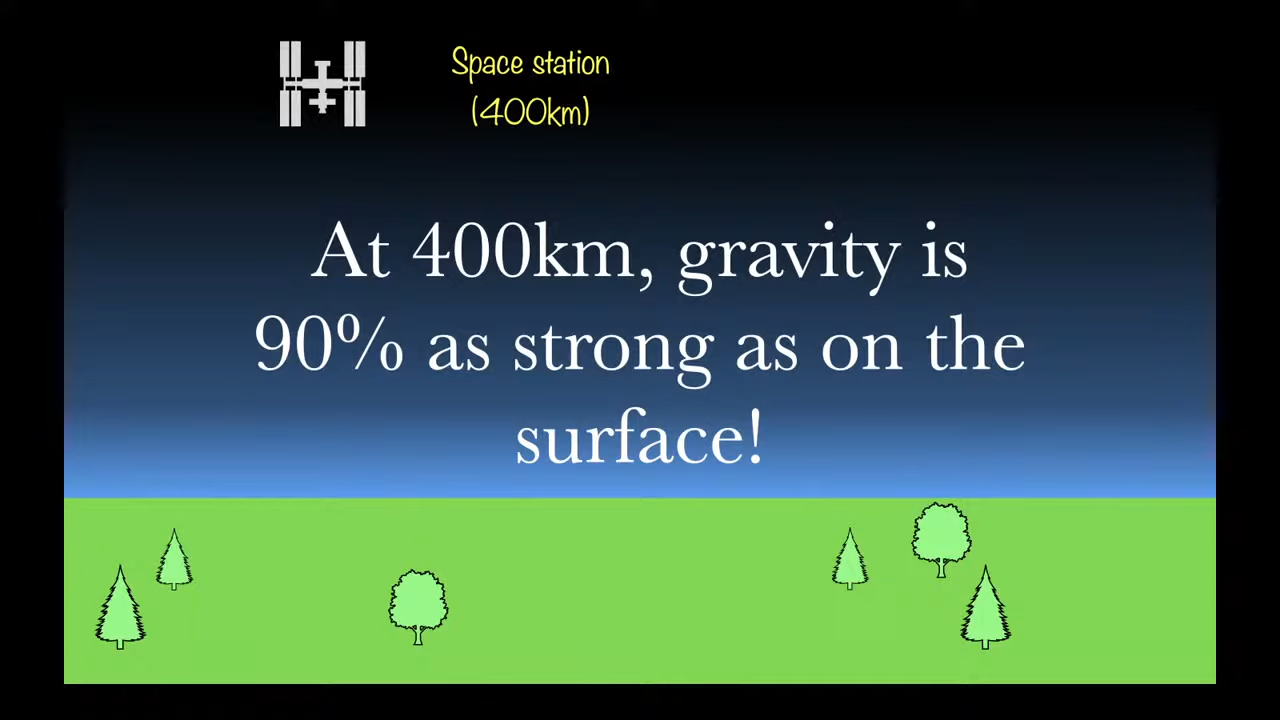 Space station
(400km)
At 400km, gravity is
90% as strong as on the
surface!